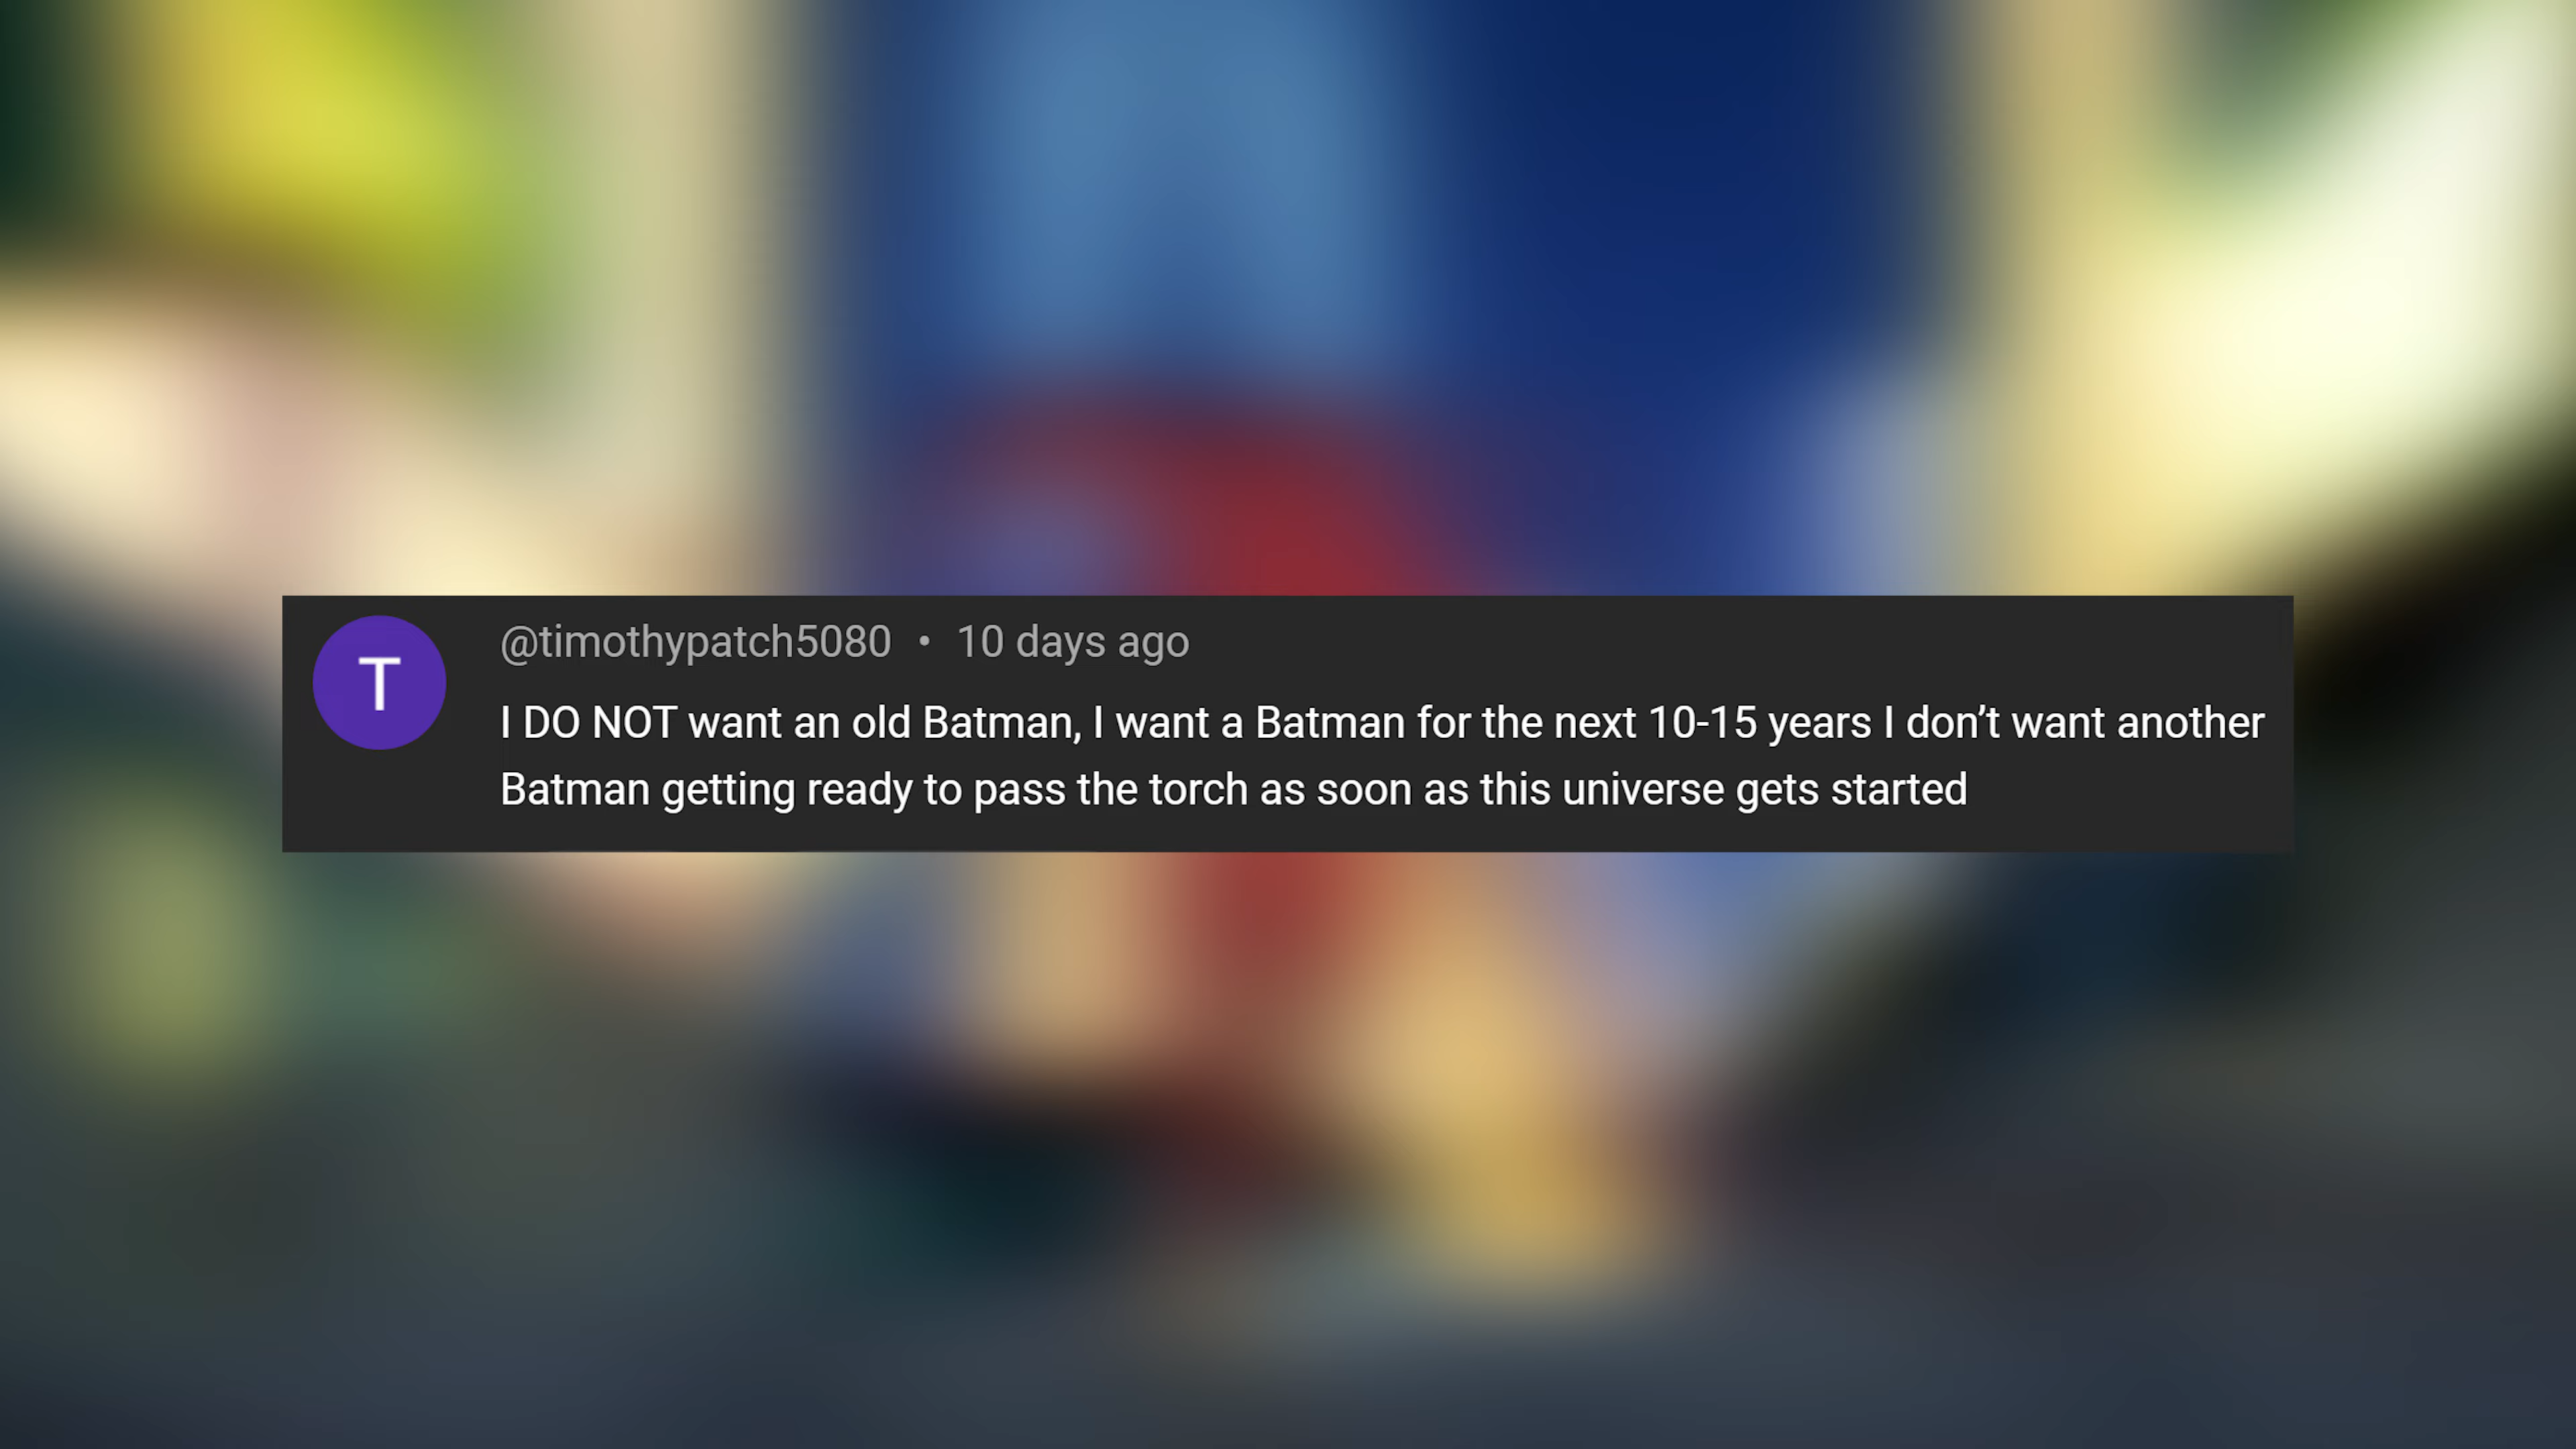 T
@timothypatch5080 • 10 days ago
I DO NOT want an old Batman, I want a Batman for the next 10-15 years I don’t want another
Batman getting ready to pass the torch as soon as this universe gets started